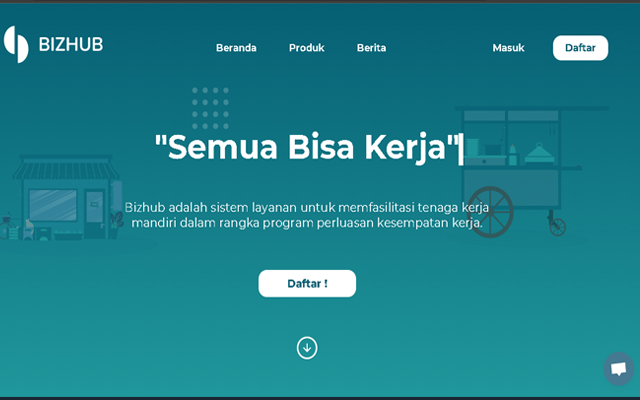 BIZHUB
Beranda Produk Berita Masuk Daftar
"Semua Bisa Kerja"
Bizhub adalah sistem layanan untuk memfasilitasi tenaga kerja
mandiri dalam rangka program perluasan kesempatan kerja.
Daftar !